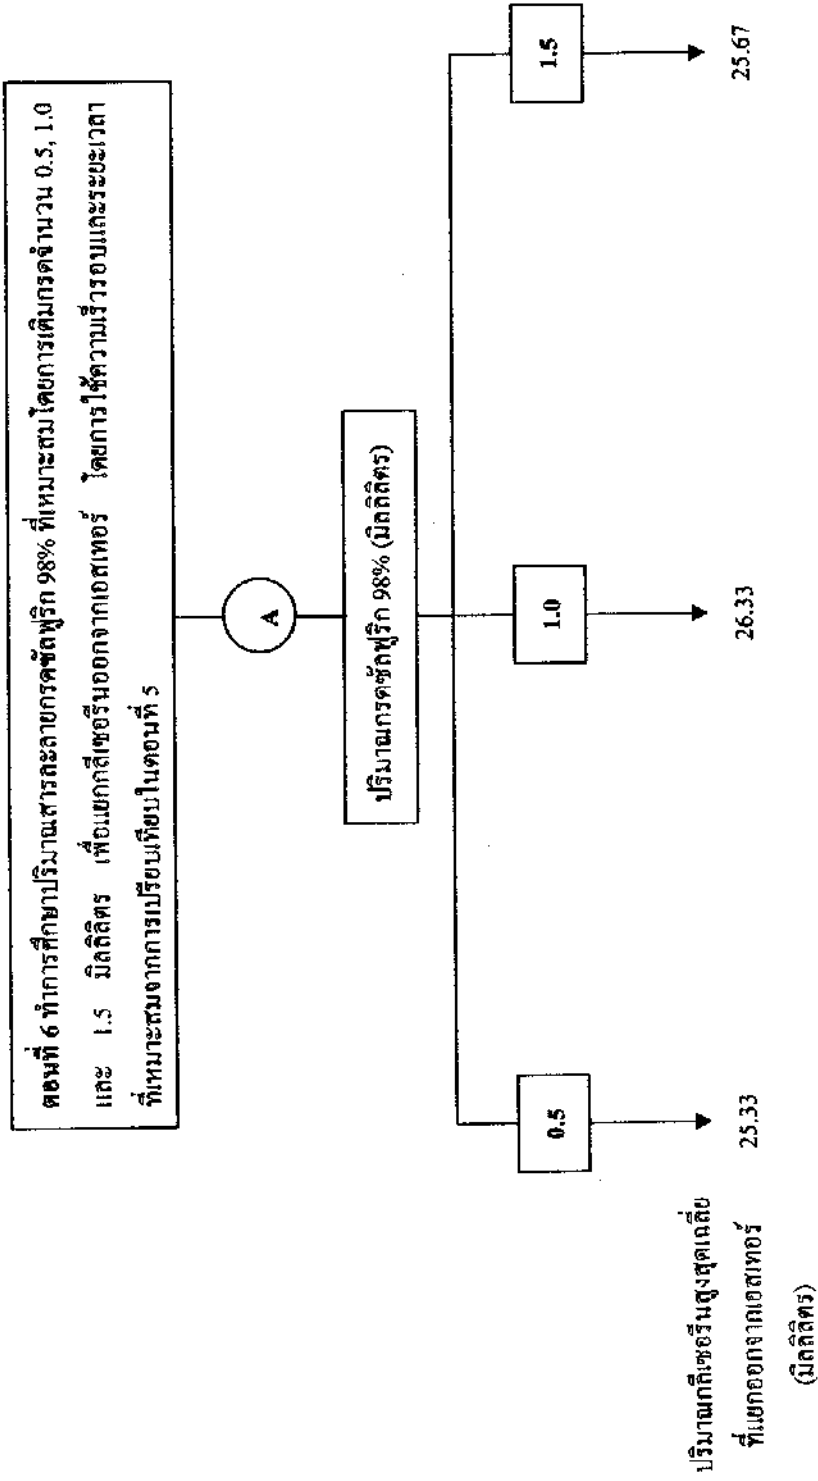 ตอนที่ 6 ทำการศึกษาปริมาณสารละลายกรดซัลฟูริก 98% ที่เหมาะสมโดยการเติมกรดจำนวน 0.5, 1.0
และ 1.5 มิลลิลิตร เพื่อแยกกลีเซอรีนออกจากเอสเทอร์ โดยการใช้ความเร็วรอบและระยะเวลา
ที่เหมาะสมจากการเปรียบเทียบในตอนที่ 5
A
ปริมาณกรดซัลฟูริก 98% (มิลลิลิตร)
0.5 1.0 1.5
ปริมาณกลีเซอรีนสูงสุดเฉลี่ย
ที่แยกออกจากเอสเทอร์
(มิลลิลิตร)
25.33 26.33 25.67